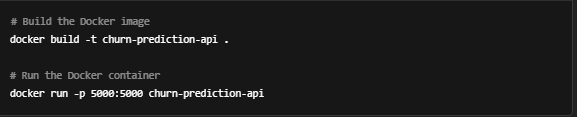 # Build the Docker image
docker build -t churn-prediction-api .
# Run the Docker container
docker run -p 5000:5000 churn-prediction-api